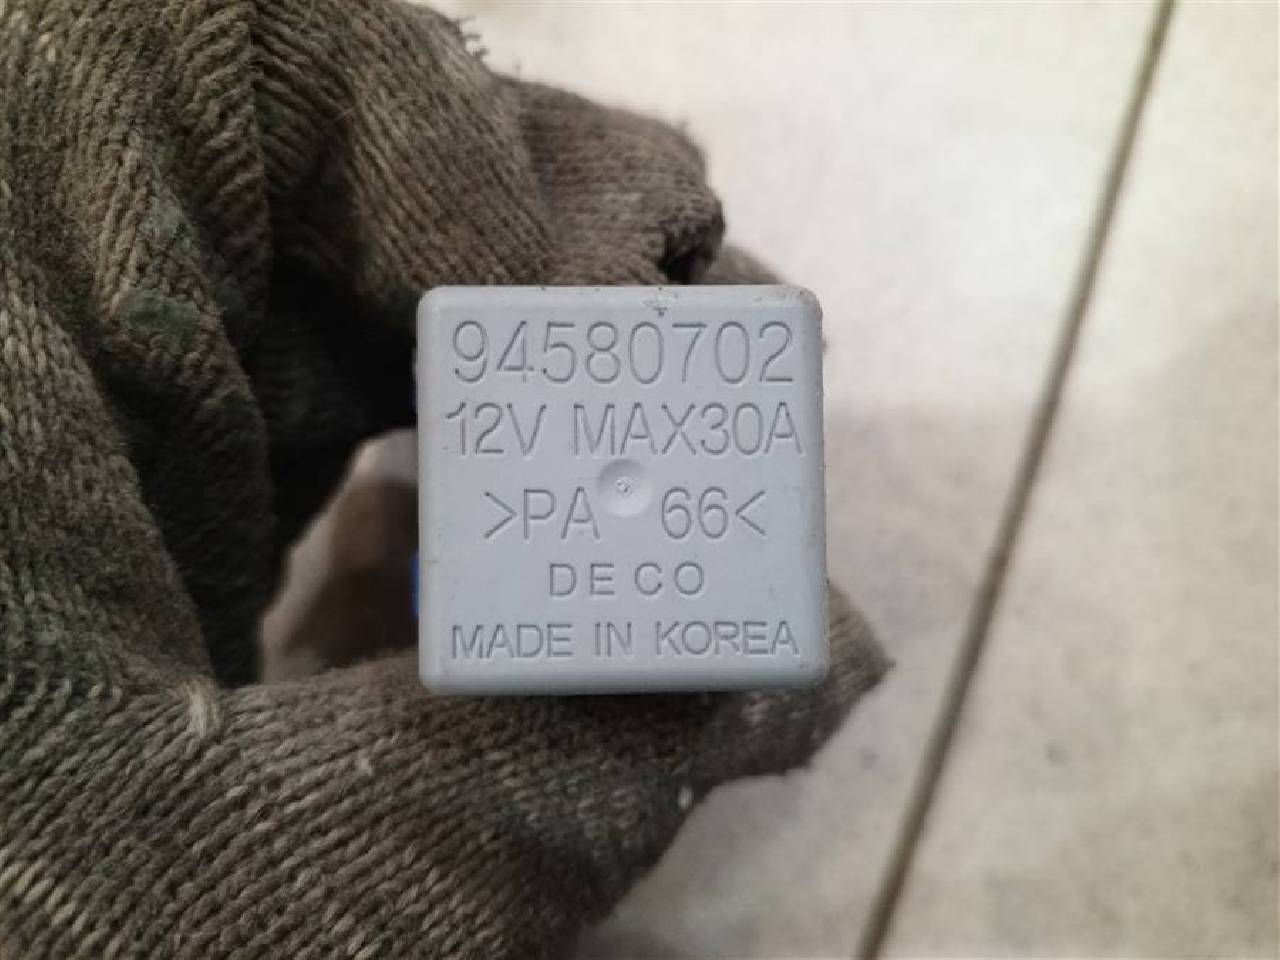 94580702
12V MAX30A
>PA 66<
DECO
MADE IN KOREA